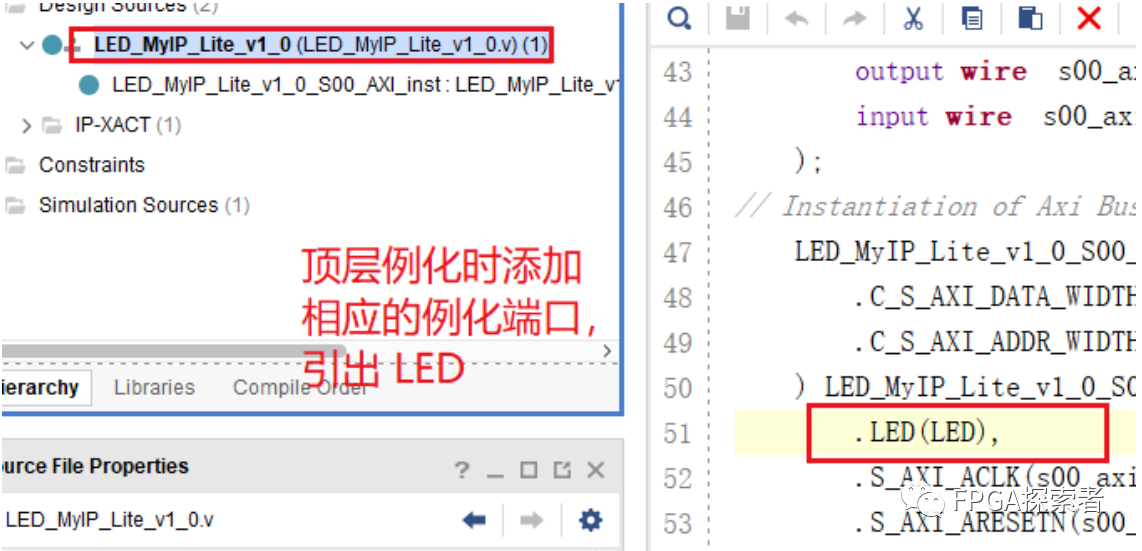 Design Sources (2)
LED_MyIP_Lite_v1_0 (LED_MyIP_Lite_v1_0.v) (1)
LED_MyIP_Lite_v1_0_S00_AXI_inst : LED_MyIP_Lite_v1
IP-XACT (1)
Constraints
Simulation Sources (1)
顶层例化时添加
相应的例化端口，
引出 LED
ierarchy Libraries Compile Order
ource File Properties
LED_MyIP_Lite_v1_0.v
43 output wire s00_ax
44 input wire s00_axi
45 );
46 // Instantiation of Axi Bus
47 LED_MyIP_Lite_v1_0_S00_
48 .C_S_AXI_DATA_WIDTH
49 .C_S_AXI_ADDR_WIDTH
50 ) LED_MyIP_Lite_v1_0_S0
51 .LED(LED),
52 .S_AXI_ACLK(s00_axi
53 .S_AXI_ARESETN(s00_
FPGA探索者